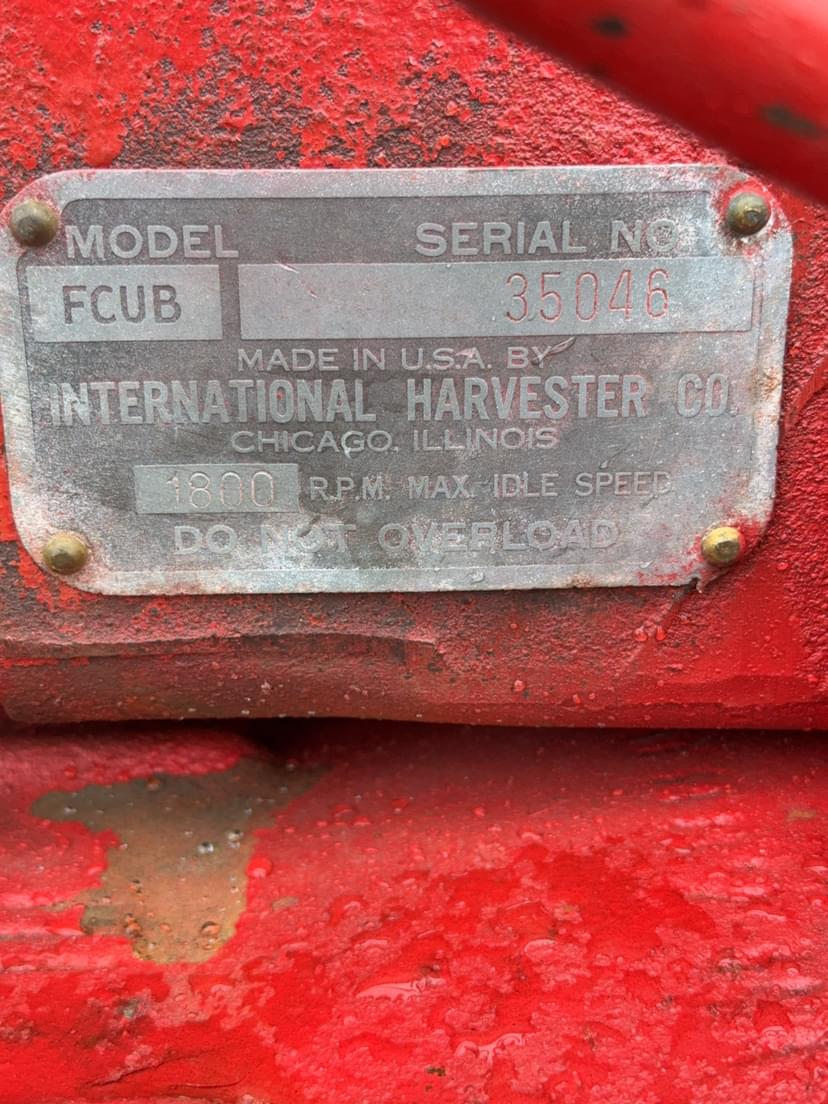 MODEL SERIAL NO.
FCUB 35046
MADE IN U.S.A. BY
INTERNATIONAL HARVESTER CO.
CHICAGO, ILLINOIS
1800 R.P.M. MAX. IDLE SPEED
DO NOT OVERLOAD